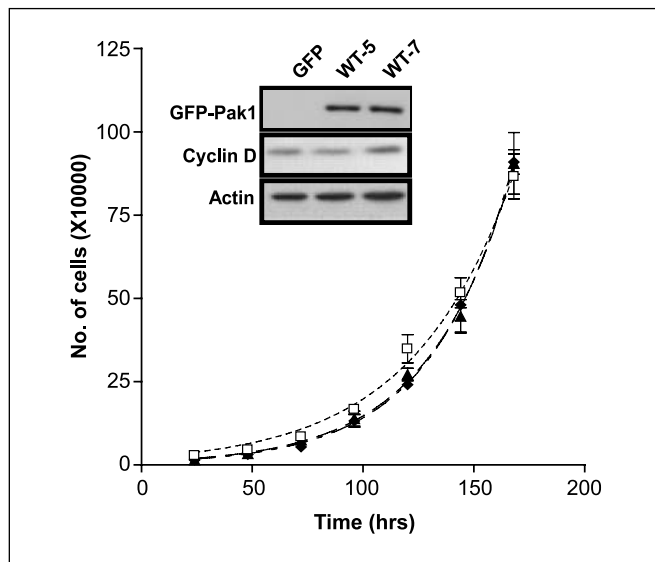 125
100
75
50
25
0
No. of cells (X10000)
GFP
WT-5
WT-7
GFP-Pak1
Cyclin D
Actin
0 50 100 150 200
Time (hrs)